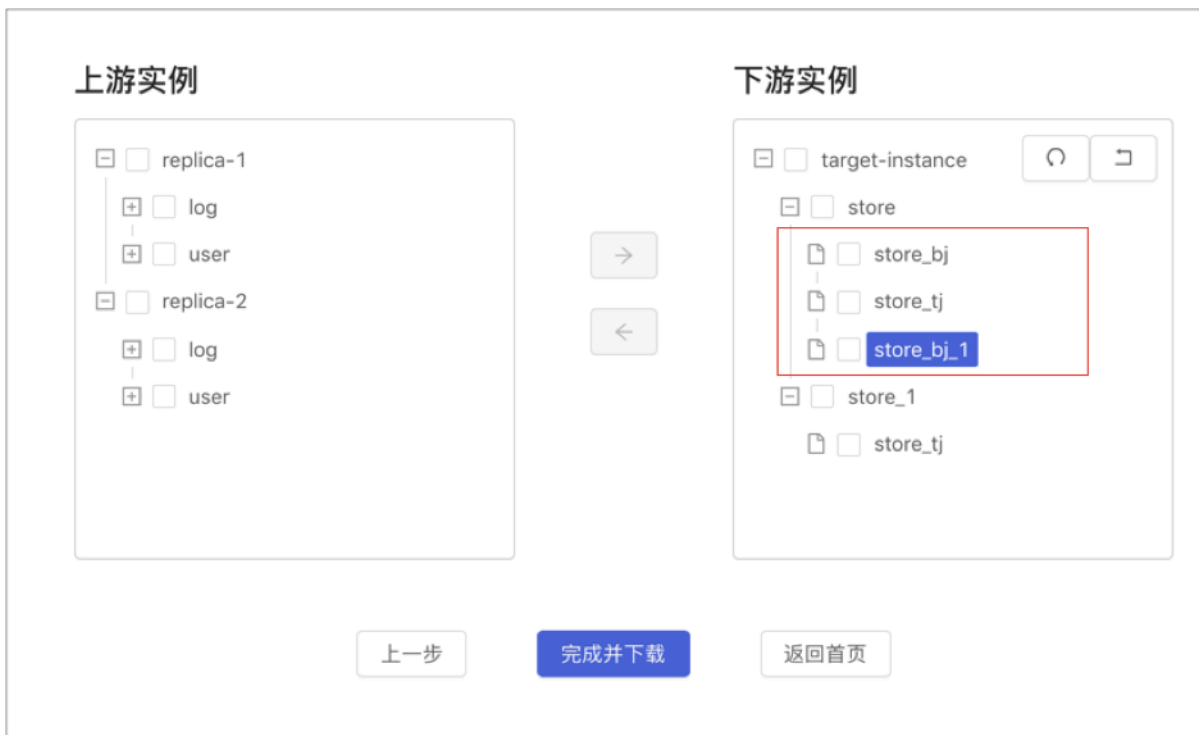 上游实例
replica-1
log
user
replica-2
log
user
下游实例
target-instance
store
store_bj
store_tj
store_bj_1
store_1
store_tj
上一步
完成并下载
返回首页